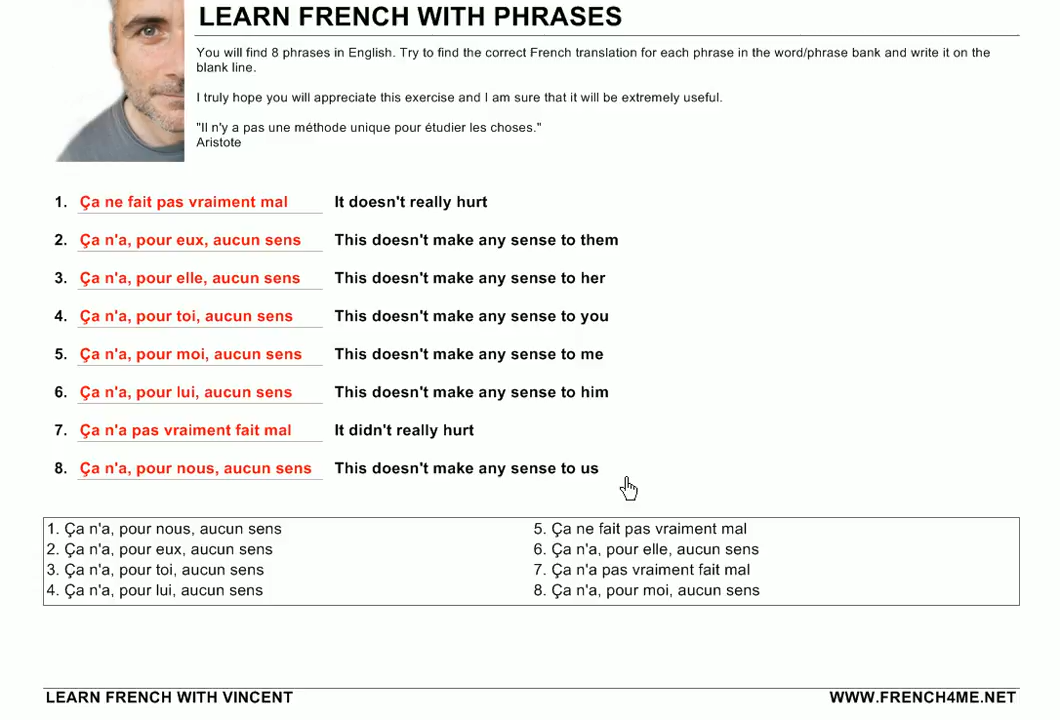 LEARN FRENCH WITH PHRASES
You will find 8 phrases in English. Try to find the correct French translation for each phrase in the word/phrase bank and write it on the
blank line.
I truly hope you will appreciate this exercise and I am sure that it will be extremely useful.
"Il n'y a pas une méthode unique pour étudier les choses."
Aristote
1. Ça ne fait pas vraiment mal It doesn't really hurt
2. Ça n'a, pour eux, aucun sens This doesn't make any sense to them
3. Ça n'a, pour elle, aucun sens This doesn't make any sense to her
4. Ça n'a, pour toi, aucun sens This doesn't make any sense to you
5. Ça n'a, pour moi, aucun sens This doesn't make any sense to me
6. Ça n'a, pour lui, aucun sens This doesn't make any sense to him
7. Ça n'a pas vraiment fait mal It didn't really hurt
8. Ça n'a, pour nous, aucun sens This doesn't make any sense to us
1. Ça n'a, pour nous, aucun sens
2. Ça n'a, pour eux, aucun sens
3. Ça n'a, pour toi, aucun sens
4. Ça n'a, pour lui, aucun sens
5. Ça ne fait pas vraiment mal
6. Ça n'a, pour elle, aucun sens
7. Ça n'a pas vraiment fait mal
8. Ça n'a, pour moi, aucun sens
LEARN FRENCH WITH VINCENT WWW.FRENCH4ME.NET